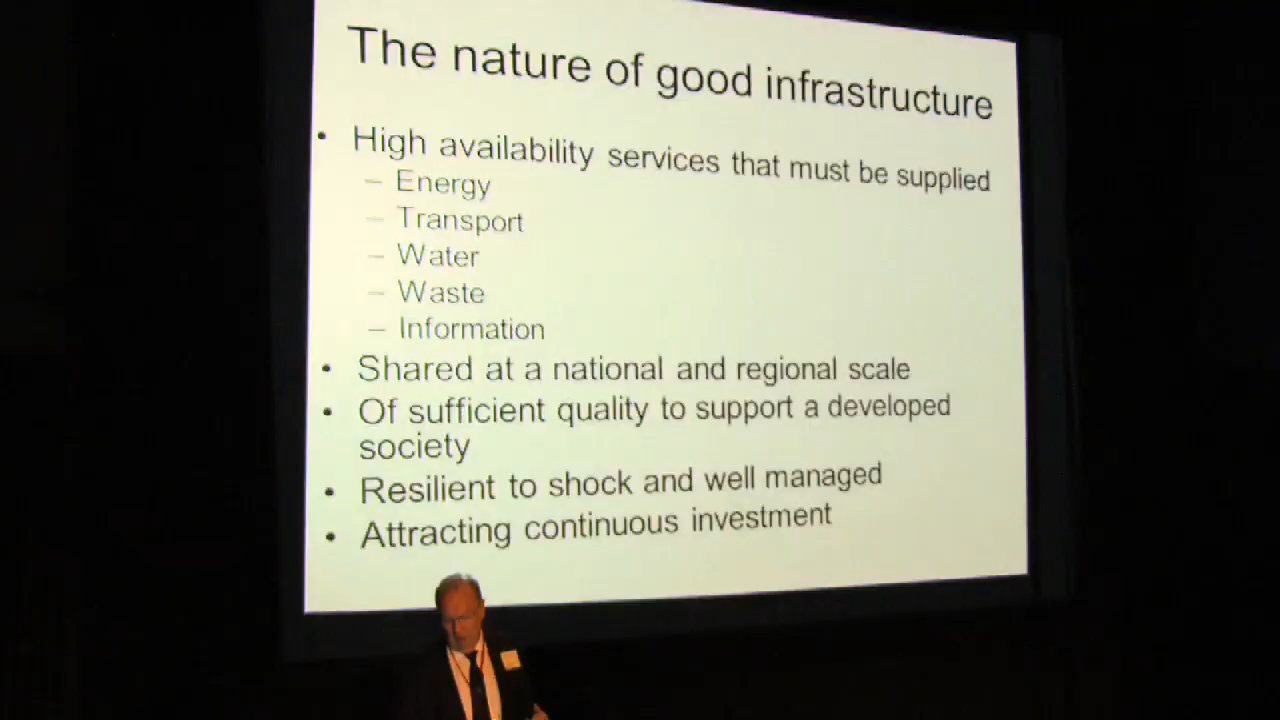 The nature of good infrastructure
• High availability services that must be supplied
– Energy
– Transport
– Water
– Waste
– Information
• Shared at a national and regional scale
• Of sufficient quality to support a developed
society
• Resilient to shock and well managed
• Attracting continuous investment